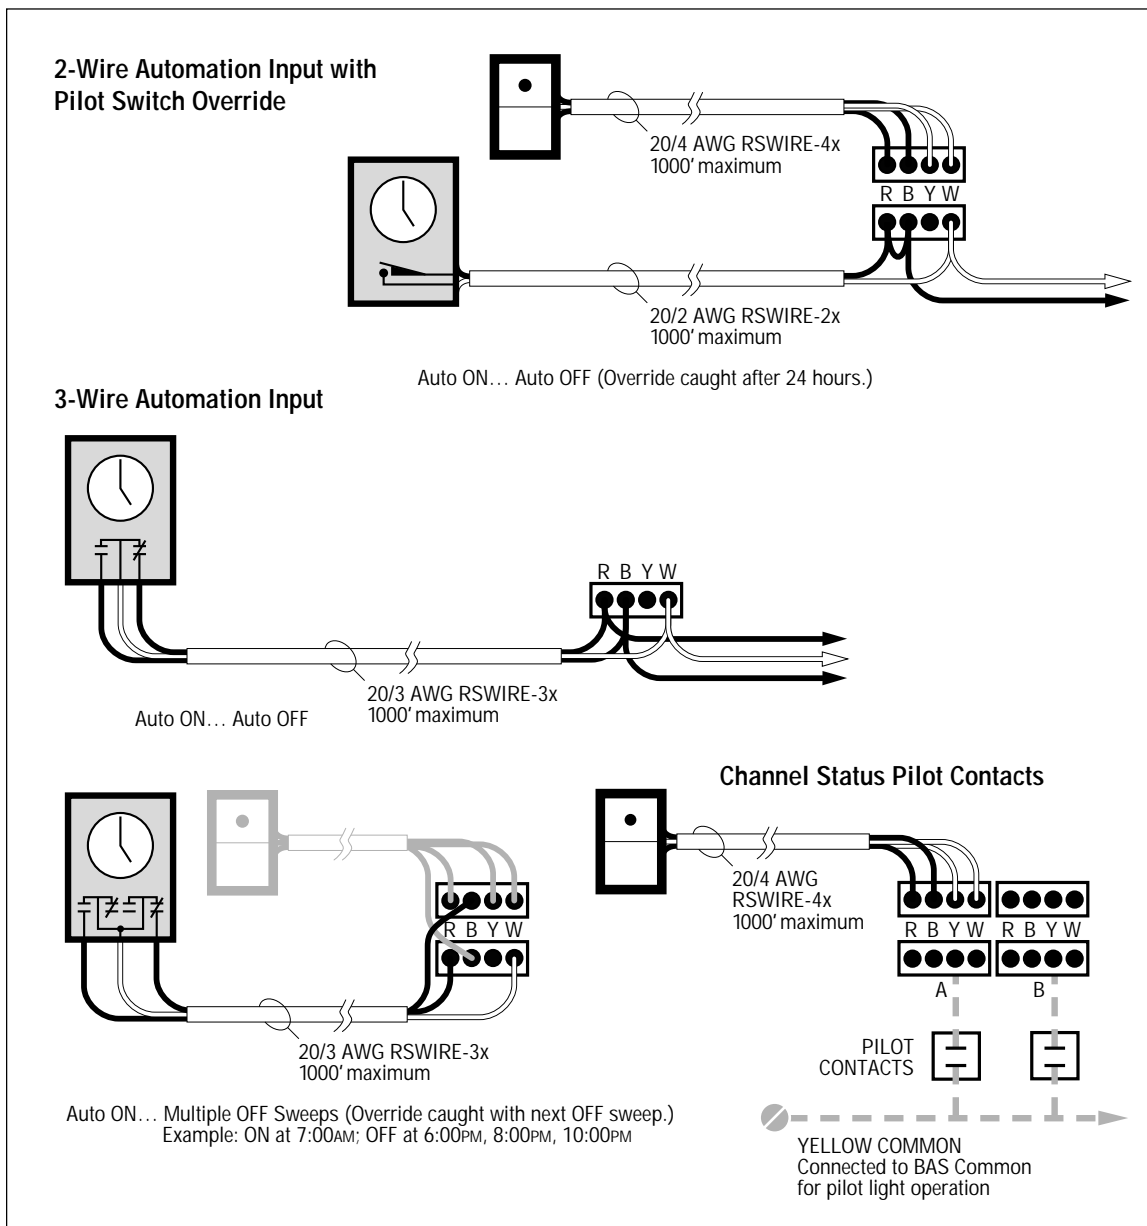 2-Wire Automation Input with
Pilot Switch Override
20/4 AWG RSWIRE-4x
1000′ maximum
R B Y W
20/2 AWG RSWIRE-2x
1000′ maximum
Auto ON… Auto OFF (Override caught after 24 hours.)
3-Wire Automation Input
R B Y W
20/3 AWG RSWIRE-3x
1000′ maximum
Auto ON… Auto OFF
R B Y W
20/3 AWG RSWIRE-3x
1000′ maximum
Auto ON… Multiple OFF Sweeps (Override caught with next OFF sweep.)
Example: ON at 7:00AM; OFF at 6:00PM, 8:00PM, 10:00PM
Channel Status Pilot Contacts
20/4 AWG
RSWIRE-4x
1000′ maximum
R B Y W R B Y W
A B
PILOT
CONTACTS
YELLOW COMMON
Connected to BAS Common
for pilot light operation